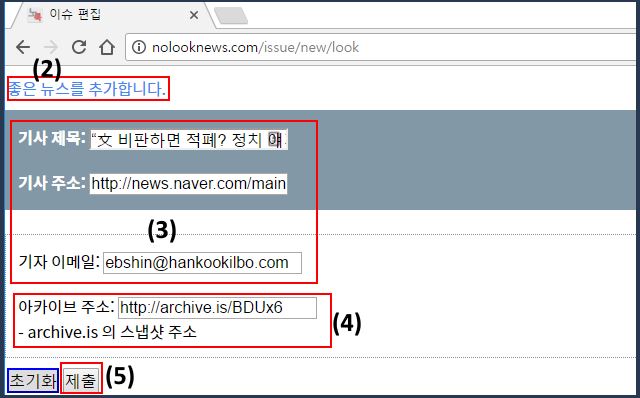 이슈 편집
nolooknews.com/issue/new/look
(2)
좋은 뉴스를 추가합니다.
기사 제목: “文 비판하면 적폐? 정치
기사 주소: http://news.naver.com/main
(3)
기자 이메일: ebshin@hankookilbo.com
아카이브 주소: http://archive.is/BDUx6
(4)
- archive.is 의 스냅샷 주소
초기화 제출 (5)